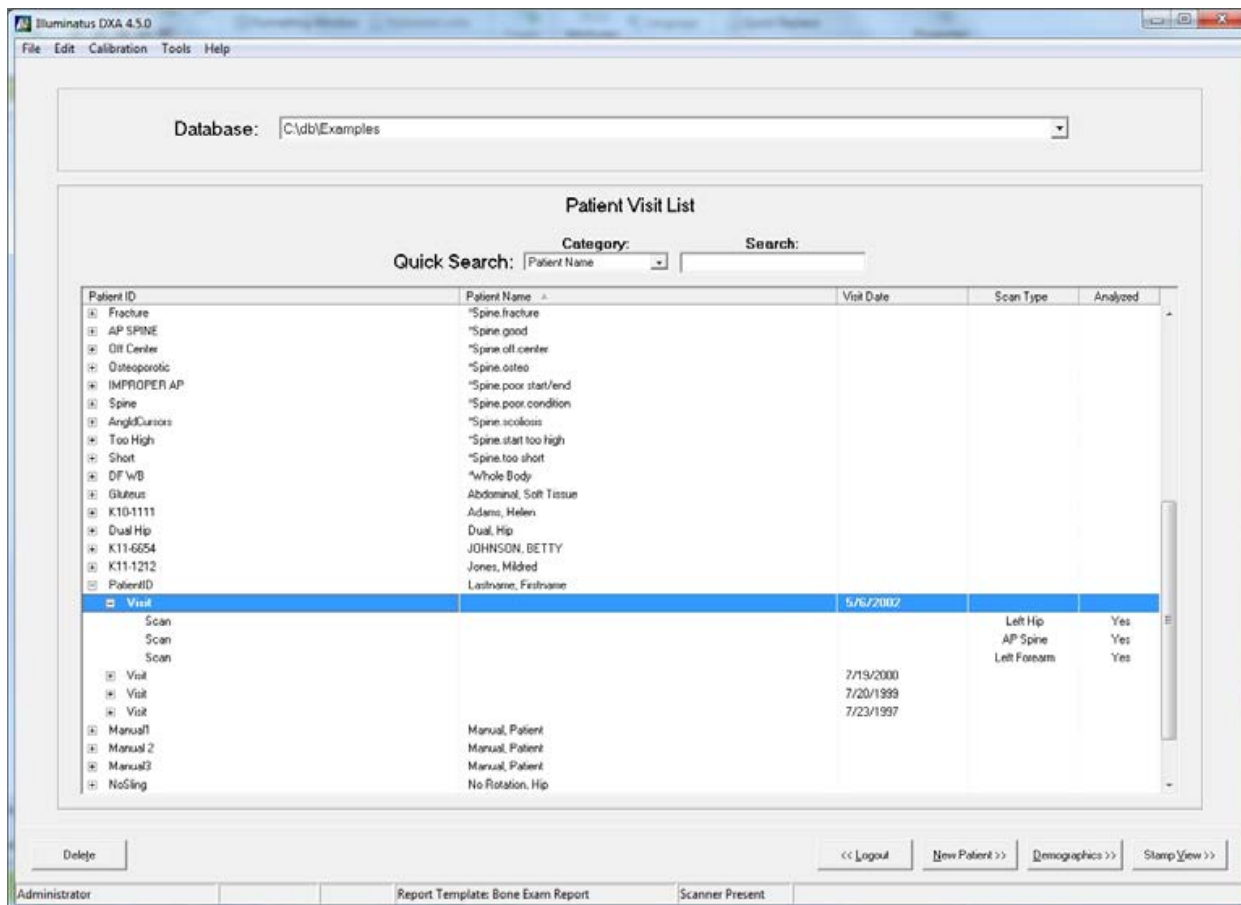 Illuminatus DXA 4.5.0
File Edit Calibration Tools Help
Database: C:\db\Examples
Patient Visit List
Category: Search:
Quick Search: Patient Name
Patient ID Patient Name Visit Date Scan Type Analyzed
Fracture *Spine.fracture
AP SPINE *Spine.good
Off Center *Spine.off.center
Osteoporotic *Spine.osteo
IMPROPER AP *Spine.poor start/end
Spine *Spine.poor.condition
AngldCursors *Spine.scoliosis
Too High *Spine.start too high
Short *Spine.too short
DF WB *Whole Body
Gluteus Abdominal, Soft Tissue
K10-1111 Adams, Helen
Dual Hip Dual, Hip
K11-6654 JOHNSON, BETTY
K11-1212 Jones, Mildred
PatientID Lastname, Firstname
Visit 5/6/2002
Scan Left Hip Yes
Scan AP Spine Yes
Scan Left Forearm Yes
Visit 7/19/2000
Visit 7/20/1999
Visit 7/23/1997
Manual1 Manual, Patient
Manual 2 Manual, Patient
Manual3 Manual, Patient
NoSling No Rotation, Hip
Delete << Logout New Patient >> Demographics >> Stamp View >>
Administrator Report Template: Bone Exam Report Scanner Present